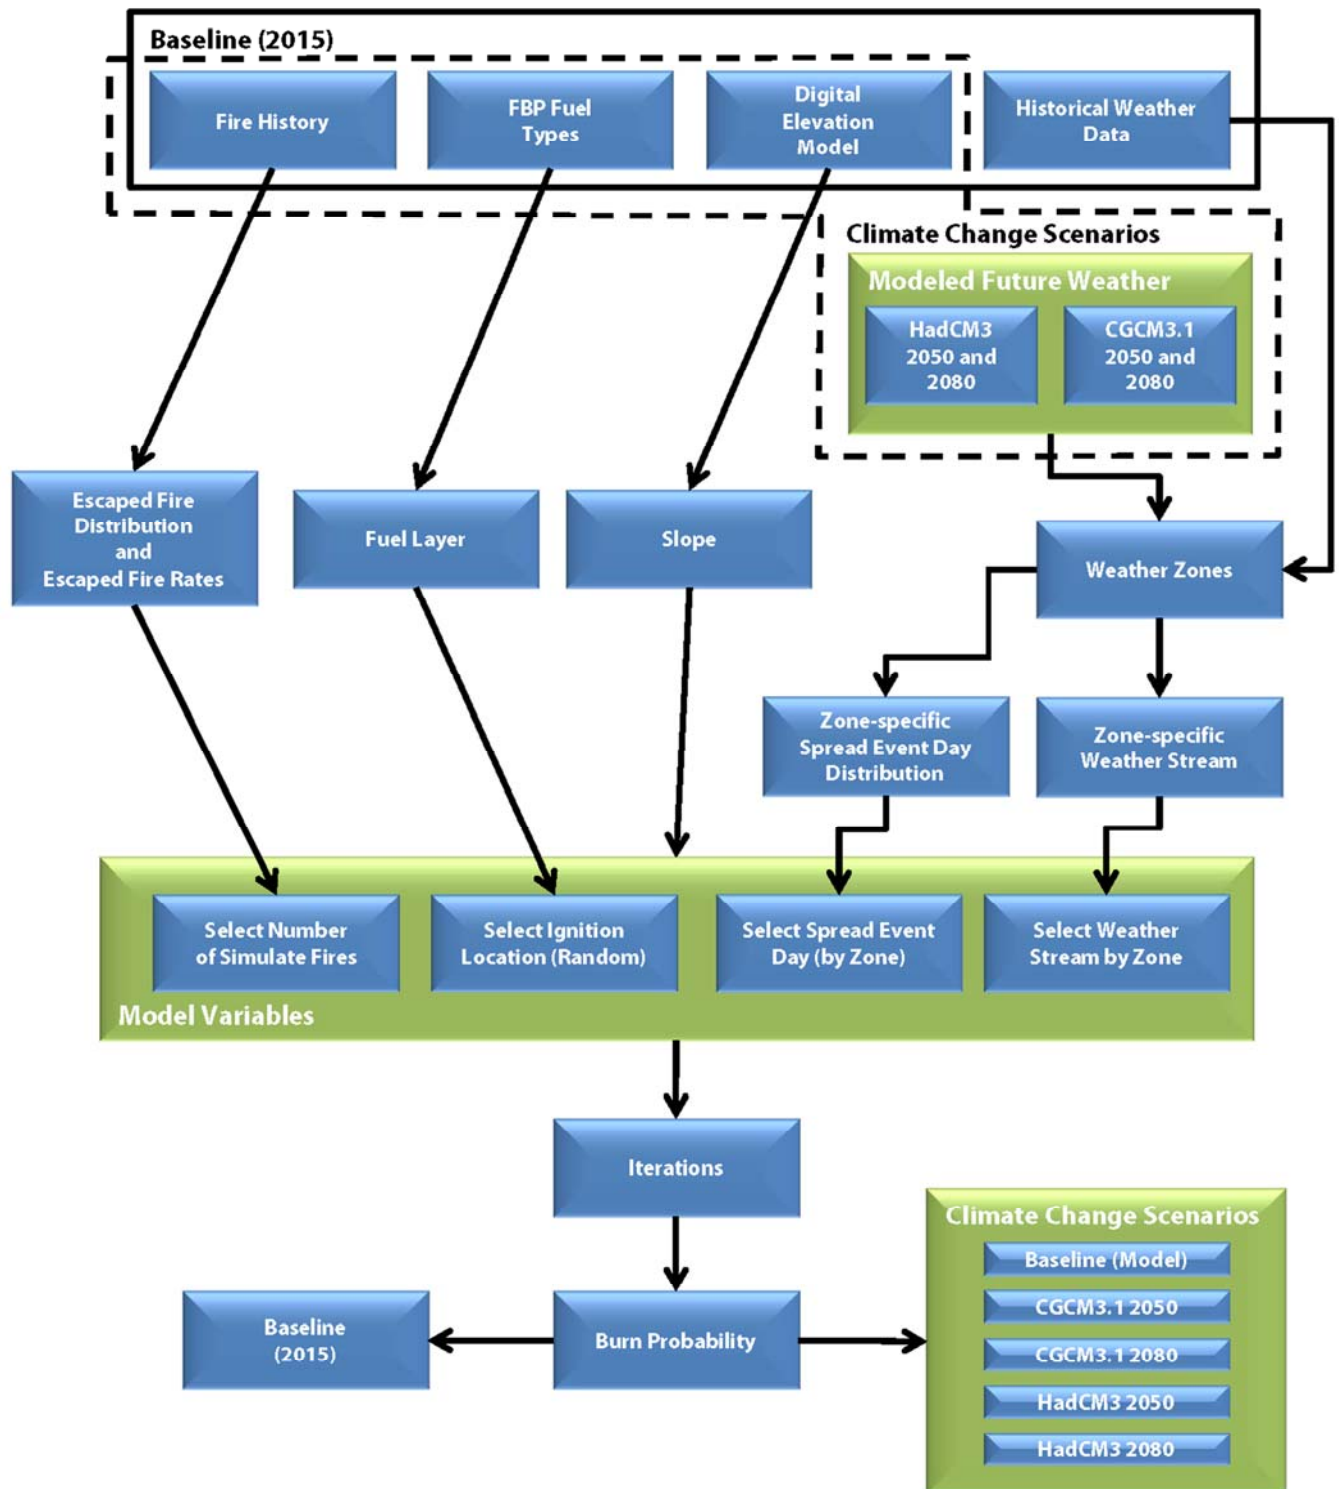 Baseline (2015)
Fire History
FBP Fuel
Types
Digital
Elevation
Model
Historical Weather
Data
Climate Change Scenarios
Modeled Future Weather
HadCM3
2050 and
2080
CGCM3.1
2050 and
2080
Escaped Fire
Distribution
and
Escaped Fire Rates
Fuel Layer
Slope
Weather Zones
Zone-specific
Spread Event Day
Distribution
Zone-specific
Weather Stream
Select Number
of Simulate Fires
Select Ignition
Location (Random)
Select Spread Event
Day (by Zone)
Select Weather
Stream by Zone
Model Variables
Iterations
Baseline
(2015)
Burn Probability
Climate Change Scenarios
Baseline (Model)
CGCM3.1 2050
CGCM3.1 2080
HadCM3 2050
HadCM3 2080